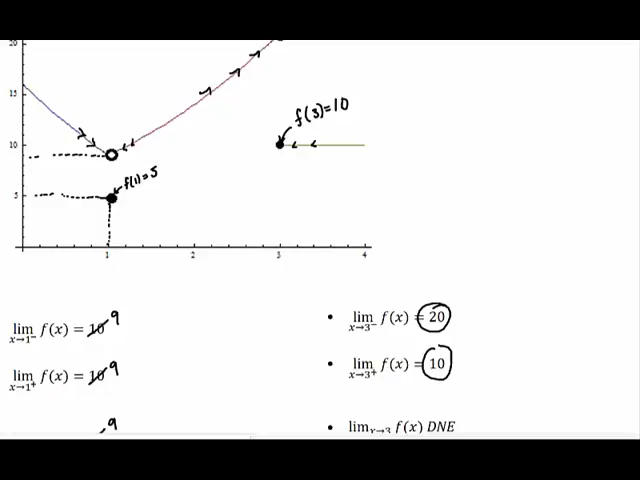 20
15
f(3)=10
10
f(1)=5
5
0 1 2 3 4
lim x→1⁻ f(x) = 10 9
• lim x→3⁻ f(x) = 20
lim x→1⁺ f(x) = 10 9
• lim x→3⁺ f(x) = 10
9
• lim x→3 f(x) DNE